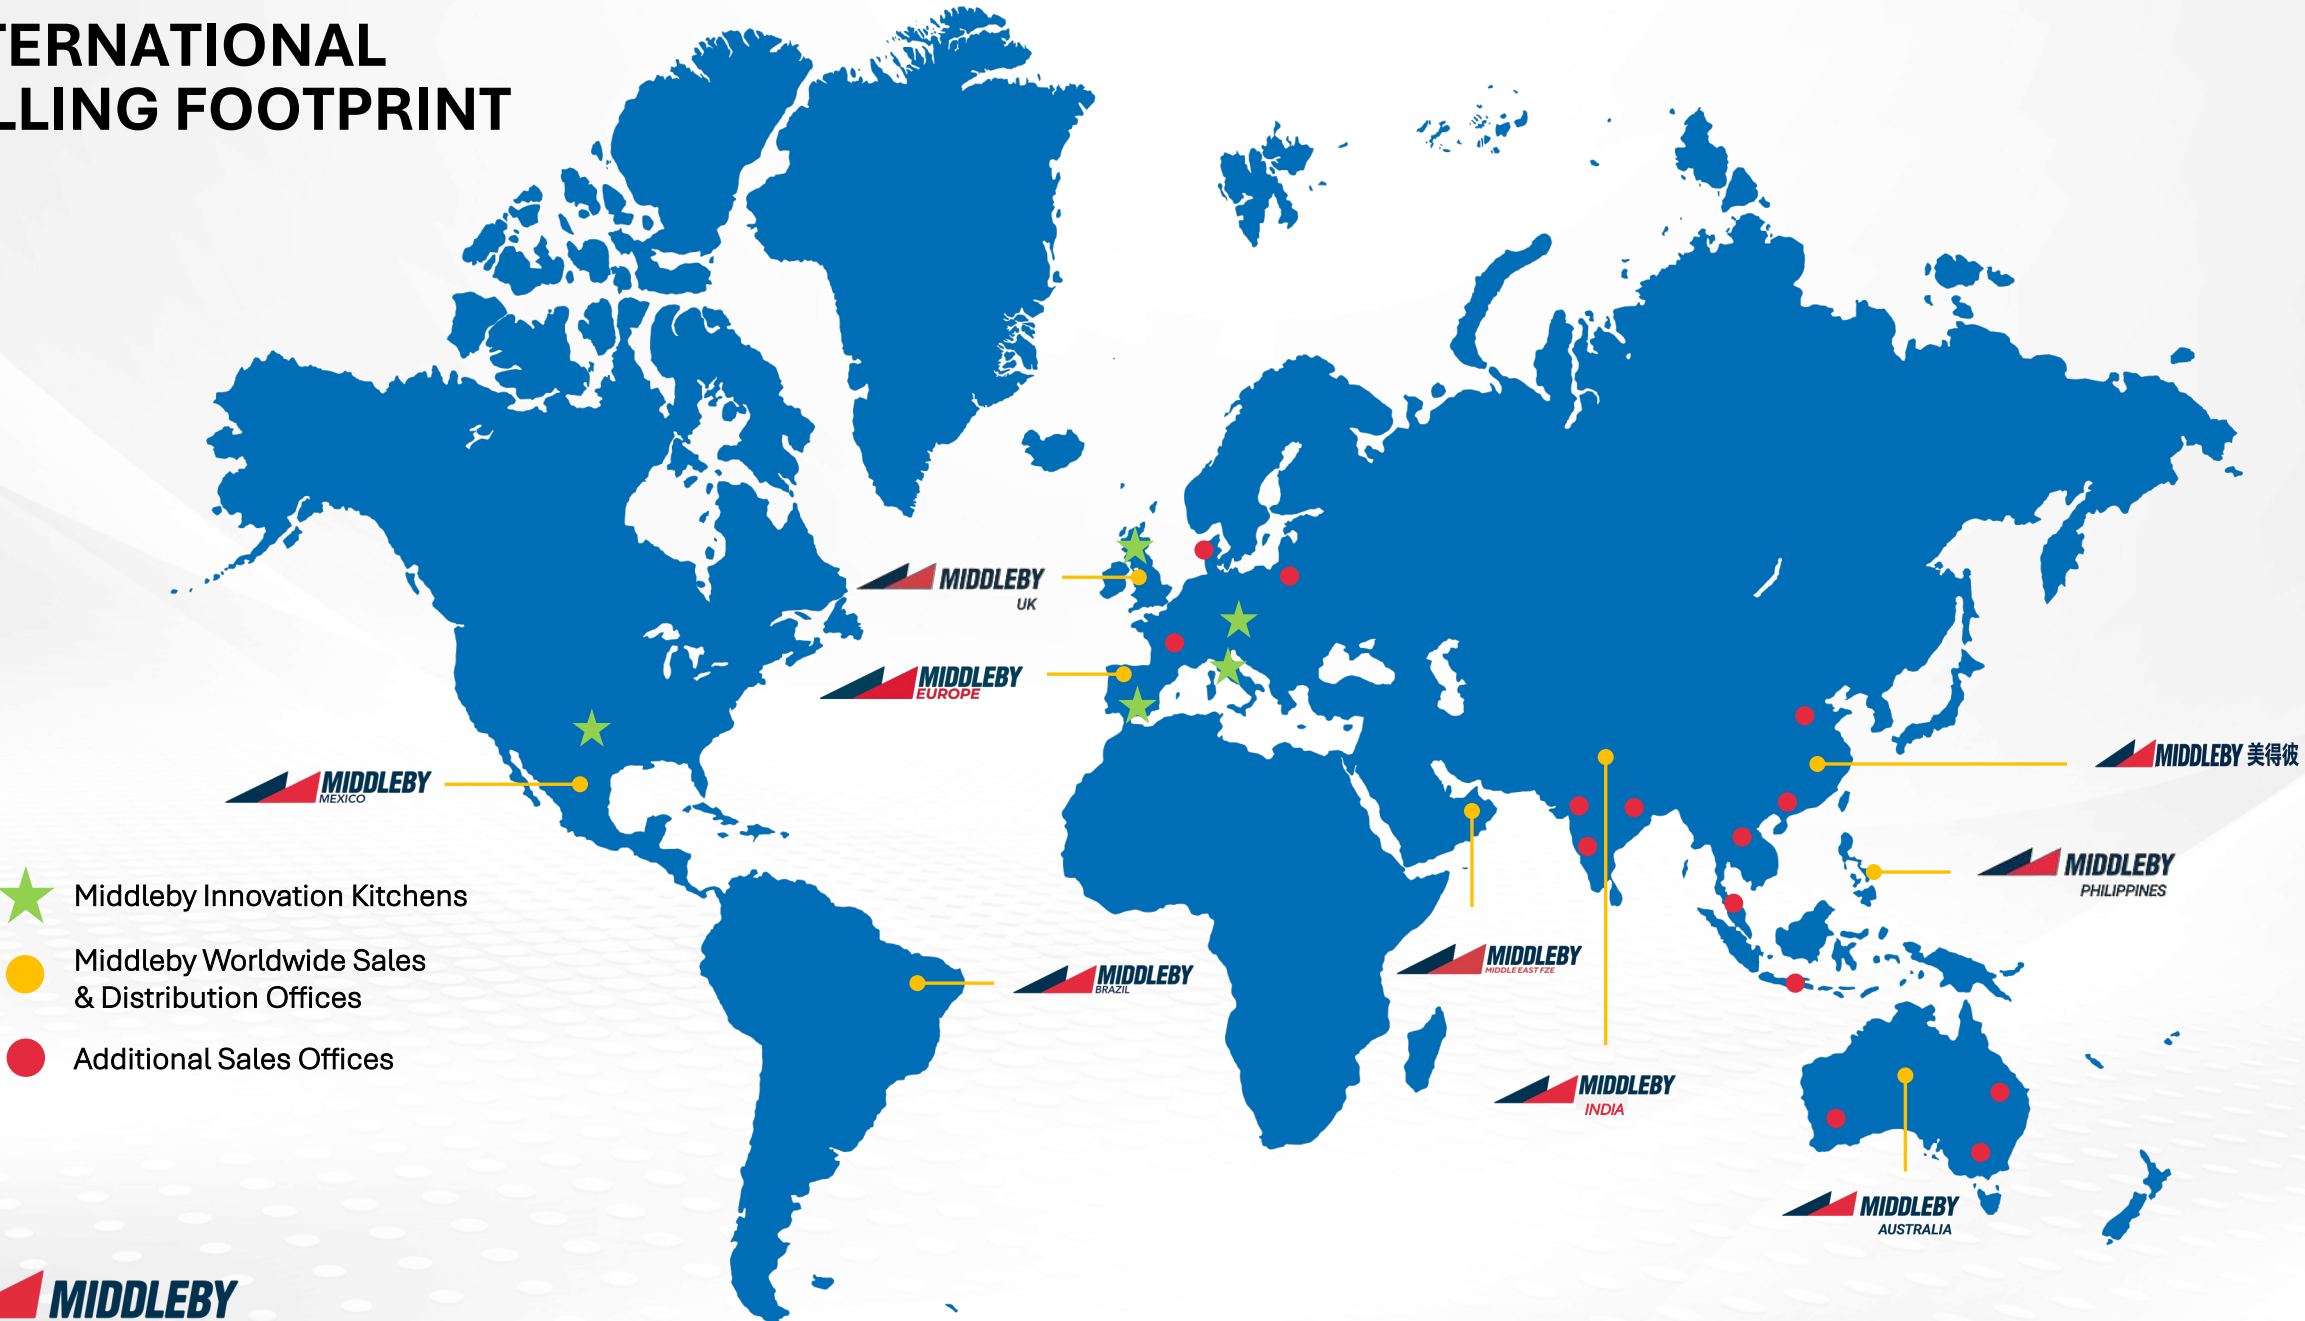 TERNATIONAL
LLING FOOTPRINT
MIDDLEBY
UK
MIDDLEBY
EUROPE
MIDDLEBY
MEXICO
MIDDLEBY 美得彼
MIDDLEBY
PHILIPPINES
Middleby Innovation Kitchens
Middleby Worldwide Sales
& Distribution Offices
Additional Sales Offices
MIDDLEBY
BRAZIL
MIDDLEBY
MIDDLE EAST FZE
MIDDLEBY
INDIA
MIDDLEBY
AUSTRALIA
MIDDLEBY